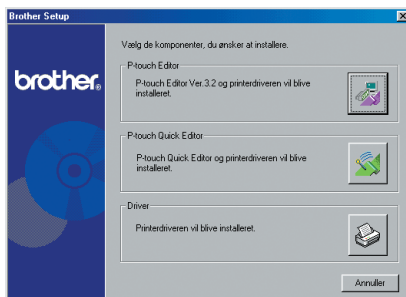 Brother Setup
Vælg de komponenter, du ønsker at installere.
brother.
P-touch Editor
P-touch Editor Ver.3.2 og printerdriveren vil blive
installeret.
P-touch Quick Editor
P-touch Quick Editor og printerdriveren vil blive
installeret.
Driver
Printerdriveren vil blive installeret.
Annuller